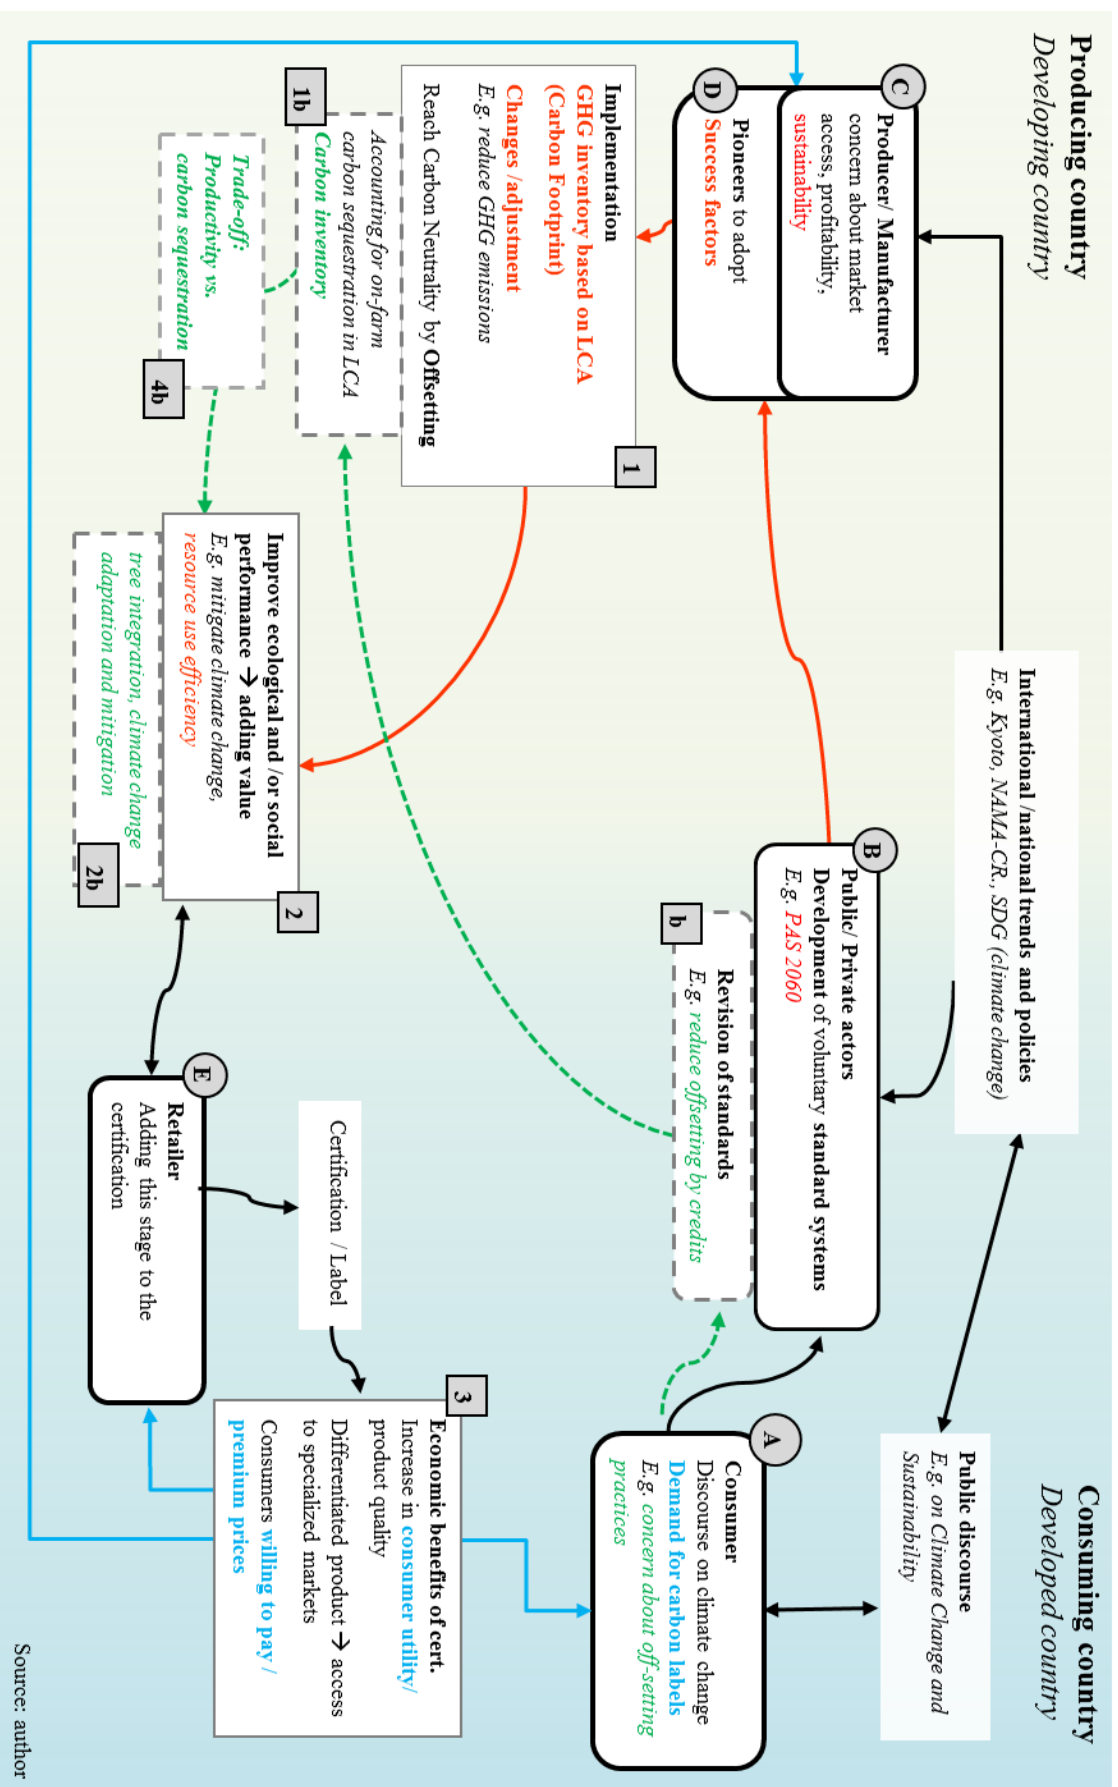 Producing country
Developing country
Consuming country
Developed country
International /national trends and policies
E.g. Kyoto, NAMA-CR., SDG (climate change)
Public discourse
E.g. on Climate Change and
Sustainability
C
Producer/ Manufacturer
concern about market
access, profitability,
sustainability
D
Pioneers to adopt
Success factors
B
Public/ Private actors
Development of voluntary standard systems
E.g. PAS 2060
b
Revision of standards
E.g. reduce offsetting by credits
A
Consumer
Discourse on climate change
Demand for carbon labels
E.g. concern about off-setting
practices
1
Implementation
GHG inventory based on LCA
(Carbon Footprint)
Changes /adjustment
E.g. reduce GHG emissions
Reach Carbon Neutrality by Offsetting
1b
Accounting for on-farm
carbon sequestration in LCA
Carbon inventory
Trade-off:
Productivity vs.
carbon sequestration
4b
2
Improve ecological and /or social
performance → adding value
E.g. mitigate climate change,
resource use efficiency
tree integration, climate change
adaptation and mitigation
2b
E
Retailer
Adding this stage to the
certification
Certification / Label
3
Economic benefits of cert.
Increase in consumer utility/
product quality
Differentiated product → access
to specialized markets
Consumers willing to pay /
premium prices
Source: author